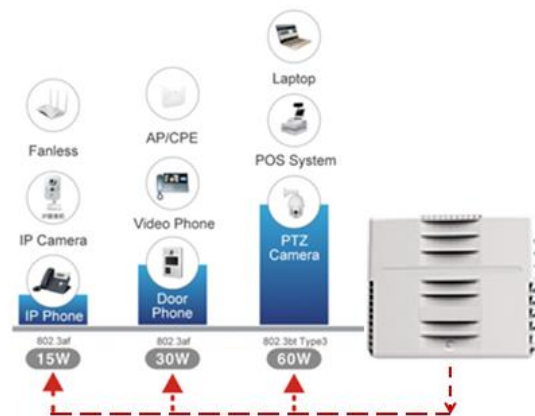 Laptop
Fanless
AP/CPE
POS System
IP Camera
Video Phone
PTZ
Camera
IP Phone
Door
Phone
802.3af
802.3af
802.3bt Type3
15W
30W
60W